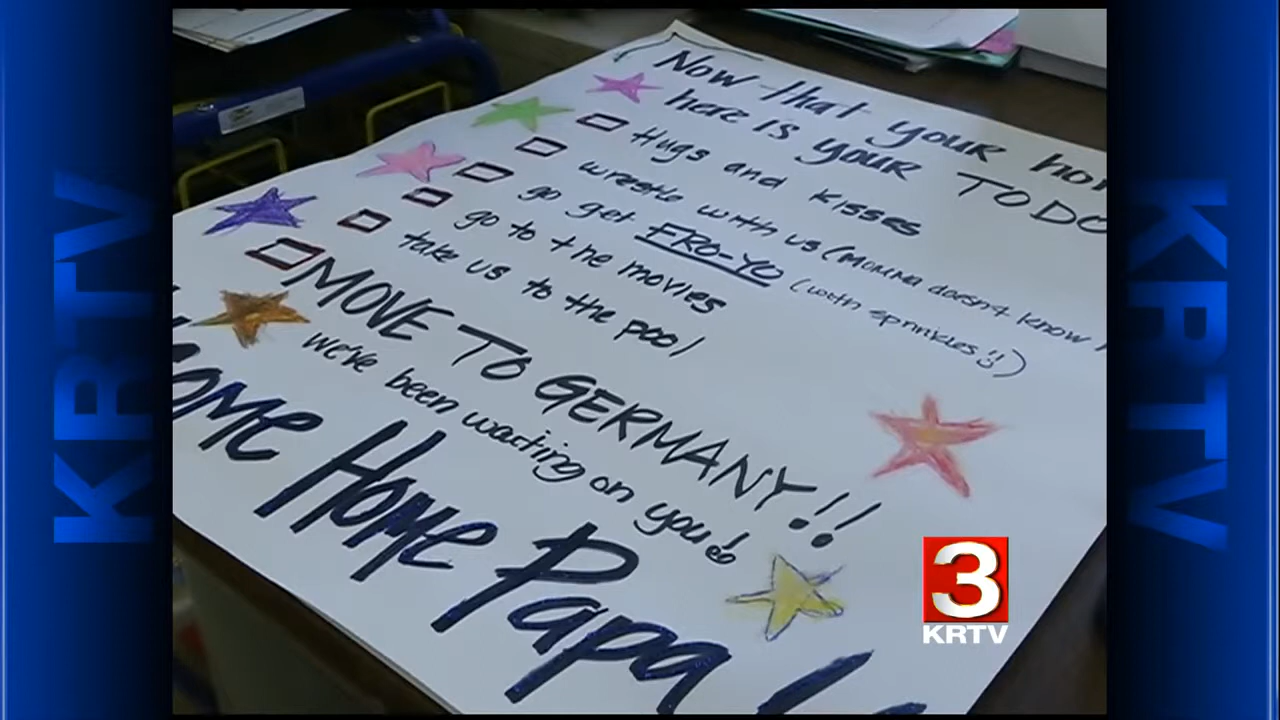 Now that your ho
here is your TO DO
Hugs and Kisses
wrestle with us (Momma doesn't know
go get FRO-YO (with sprinkles!!)
go to the movies
take us to the pool
MOVE TO GERMANY!!
we've been waiting on you!
ome Home Papa
3
KRTV
KRTV
KRTV